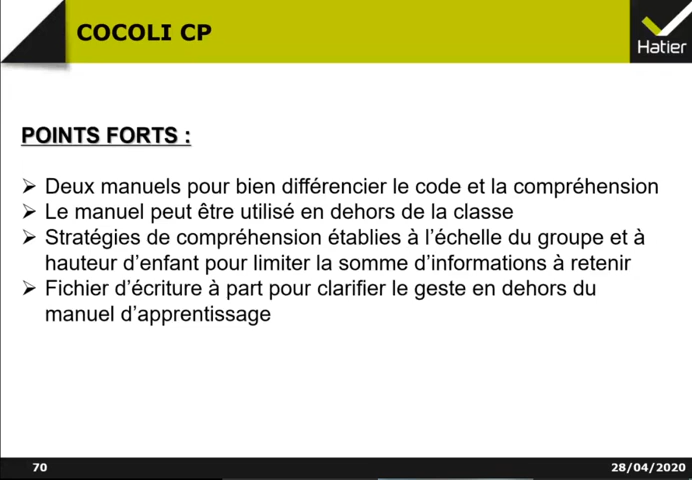 COCOLI CP
Hatier
POINTS FORTS :
➢ Deux manuels pour bien différencier le code et la compréhension
➢ Le manuel peut être utilisé en dehors de la classe
➢ Stratégies de compréhension établies à l’échelle du groupe et à
hauteur d’enfant pour limiter la somme d’informations à retenir
➢ Fichier d’écriture à part pour clarifier le geste en dehors du
manuel d’apprentissage
70
28/04/2020